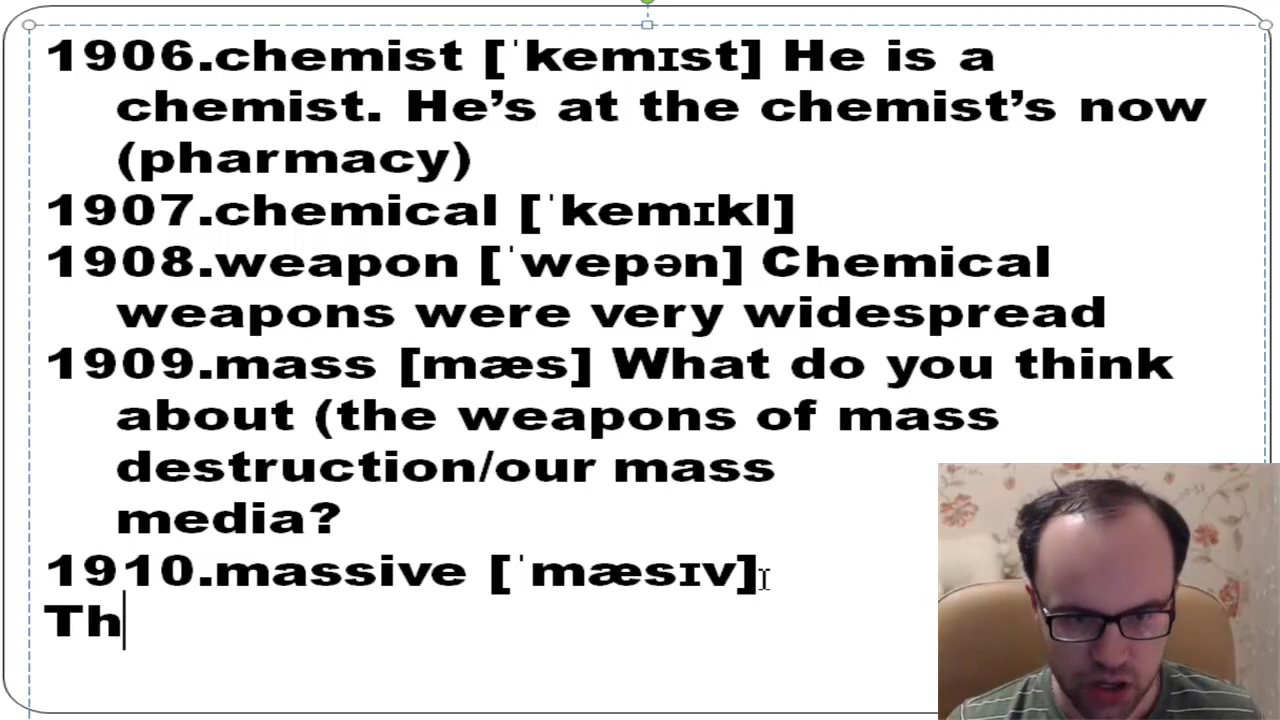 1906.chemist [ˈkemɪst] He is a
chemist. He’s at the chemist’s now
(pharmacy)
1907.chemical [ˈkemɪkl]
1908.weapon [ˈwepən] Chemical
weapons were very widespread
1909.mass [mæs] What do you think
about (the weapons of mass
destruction/our mass
media?
1910.massive [ˈmæsɪv]
Th